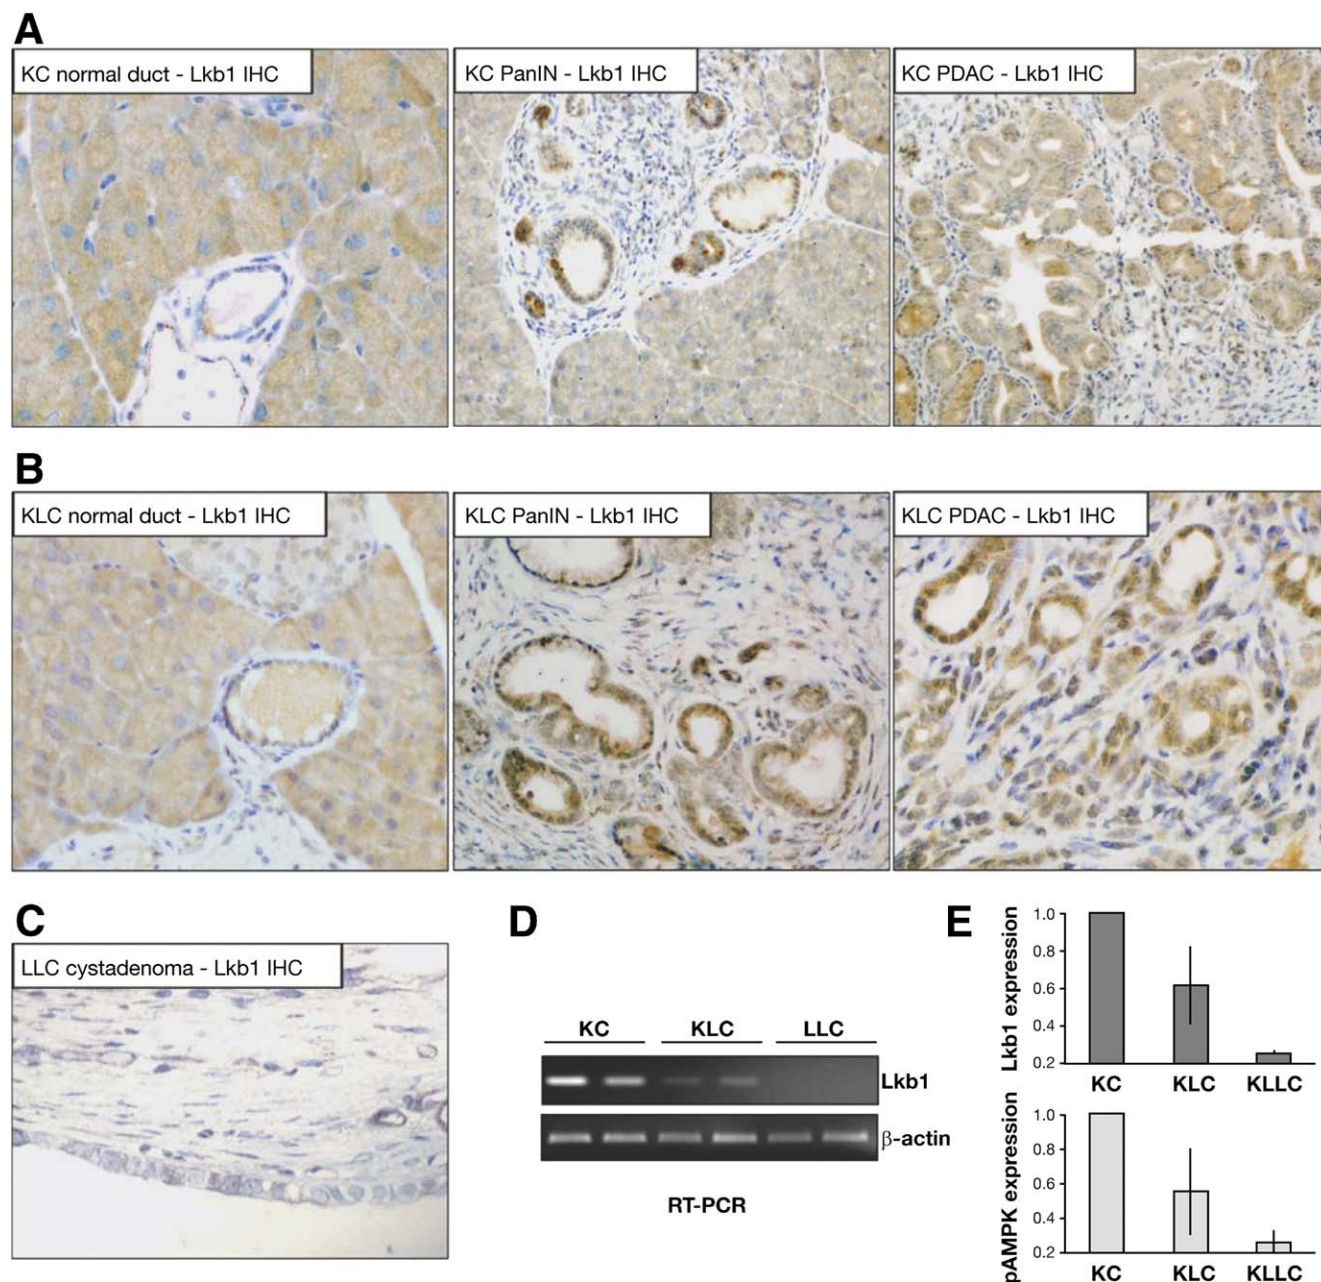 A
KC normal duct - Lkb1 IHC
KC PanIN - Lkb1 IHC
KC PDAC - Lkb1 IHC
B
KLC normal duct - Lkb1 IHC
KLC PanIN - Lkb1 IHC
KLC PDAC - Lkb1 IHC
C
LLC cystadenoma - Lkb1 IHC
D
KC KLC LLC
Lkb1
β-actin
RT-PCR
E
Lkb1 expression
1.0
0.8
0.6
0.4
0.2
KC KLC KLLC
pAMPK expression
1.0
0.8
0.6
0.4
0.2
KC KLC KLLC